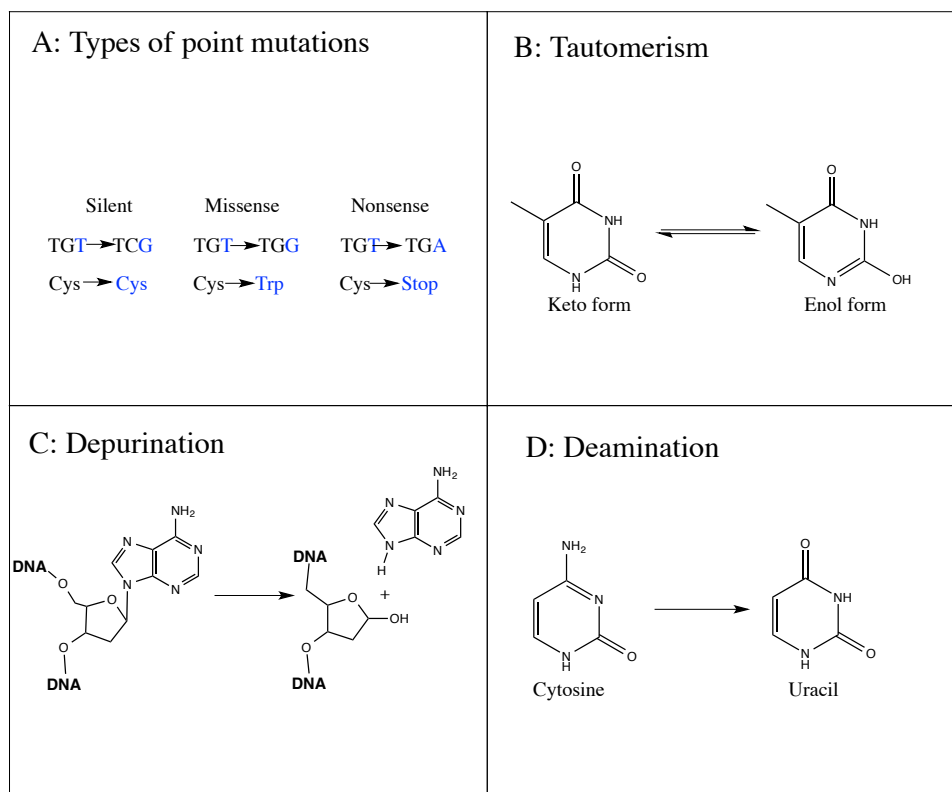 A: Types of point mutations
Silent Missense Nonsense
TGT TCG TGT TGG TGT TGA
Cys Cys Cys Trp Cys Stop
B: Tautomerism
O
NH
N
H
O
Keto form
O
NH
N
OH
Enol form
C: Depurination
NH₂
N
N
N
N
DNA
O
O
O
DNA
NH₂
N
N
N
H
N
DNA
+
O
OH
O
DNA
D: Deamination
NH₂
N
N
H
O
Cytosine
O
NH
N
H
O
Uracil